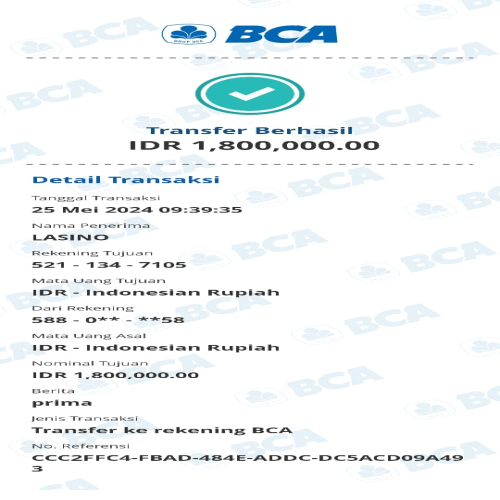 BCA
Transfer Berhasil
IDR 1,800,000.00
Detail Transaksi
Tanggal Transaksi
25 Mei 2024 09:39:35
Nama Penerima
LASINO
Rekening Tujuan
521 - 134 - 7105
Mata Uang Tujuan
IDR - Indonesian Rupiah
Dari Rekening
588 - 0** - **58
Mata Uang Asal
IDR - Indonesian Rupiah
Nominal Tujuan
IDR 1,800,000.00
Berita
prima
Jenis Transaksi
Transfer ke rekening BCA
No. Referensi
CCC2FFC4-FBAD-484E-ADDC-DC5ACD09A49
3